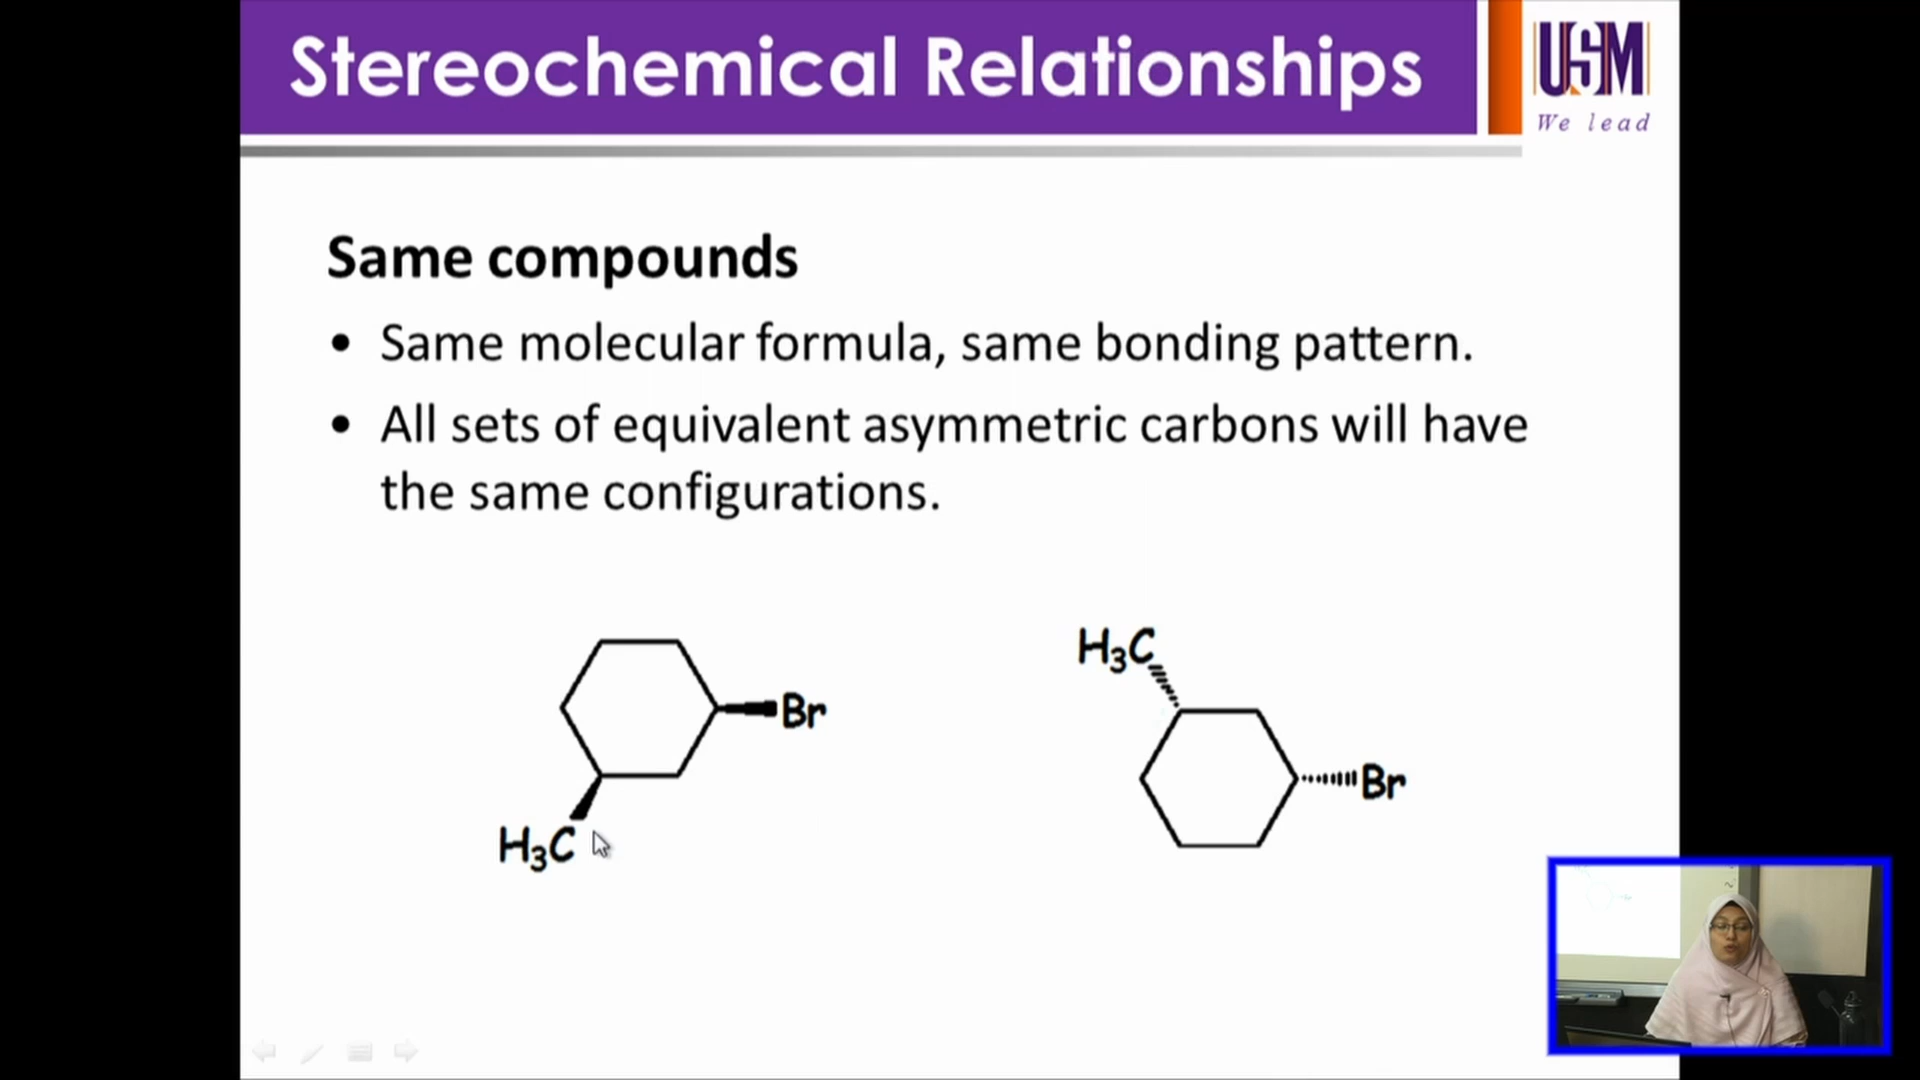 Stereochemical Relationships
USM
We lead
Same compounds
• Same molecular formula, same bonding pattern.
• All sets of equivalent asymmetric carbons will have
the same configurations.
Br
H₃C
H₃C
Br